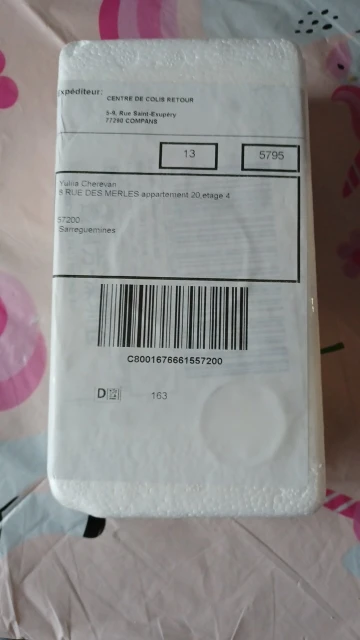 Expéditeur: CENTRE DE COLIS RETOUR
5-9, Rue Saint-Exupéry
77290 COMPANS
13
5795
Yuliia Cherevan
RUE DES MERLES appartement 20,etage 4
57200
Sarreguemines
C8001676661557200
D
163